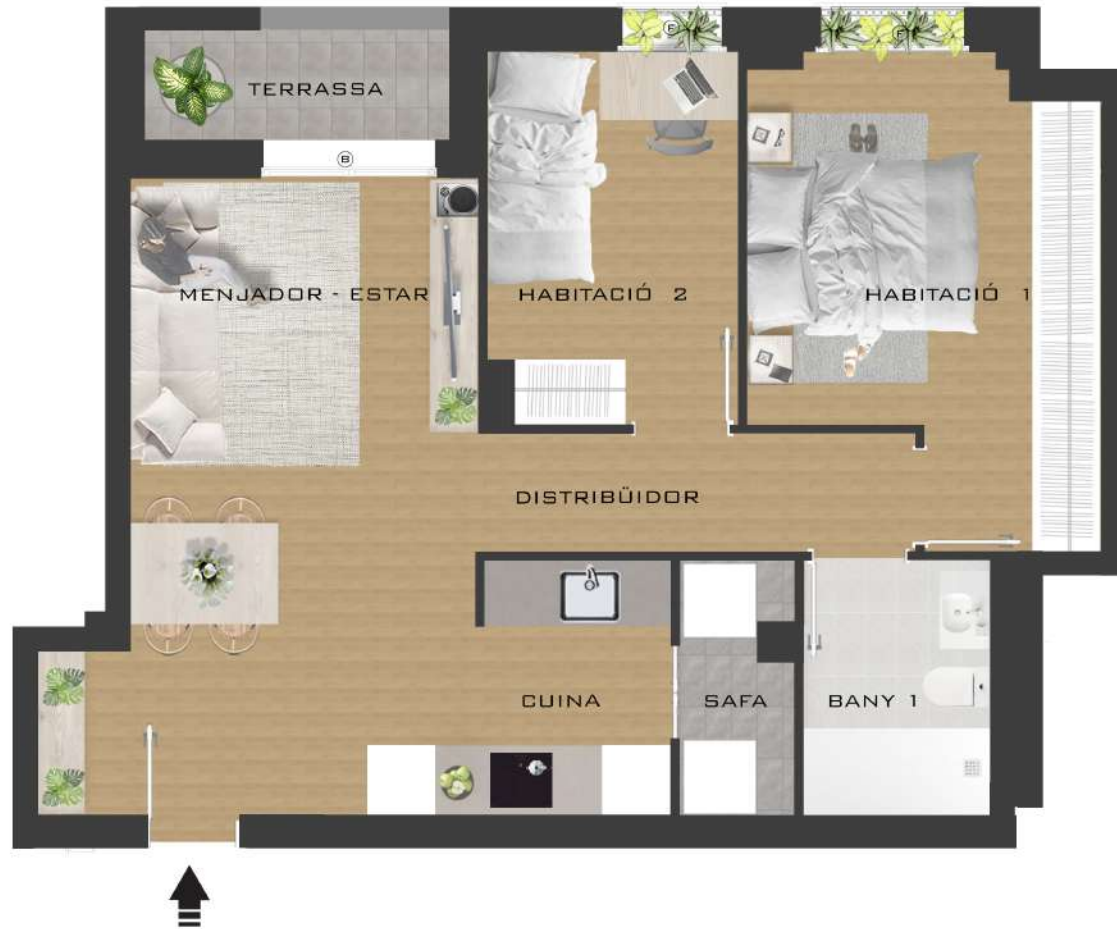 E
F
TERRASSA
B
MENJADOR - ESTAR
HABITACIÓ 2
HABITACIÓ 1
DISTRIBÜIDOR
CUINA
SAFA
BANY 1